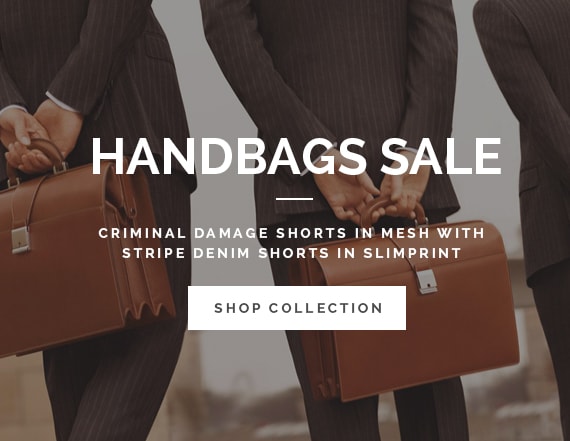 HANDBAGS SALE
CRIMINAL DAMAGE SHORTS IN MESH WITH
STRIPE DENIM SHORTS IN SLIMPRINT
SHOP COLLECTION